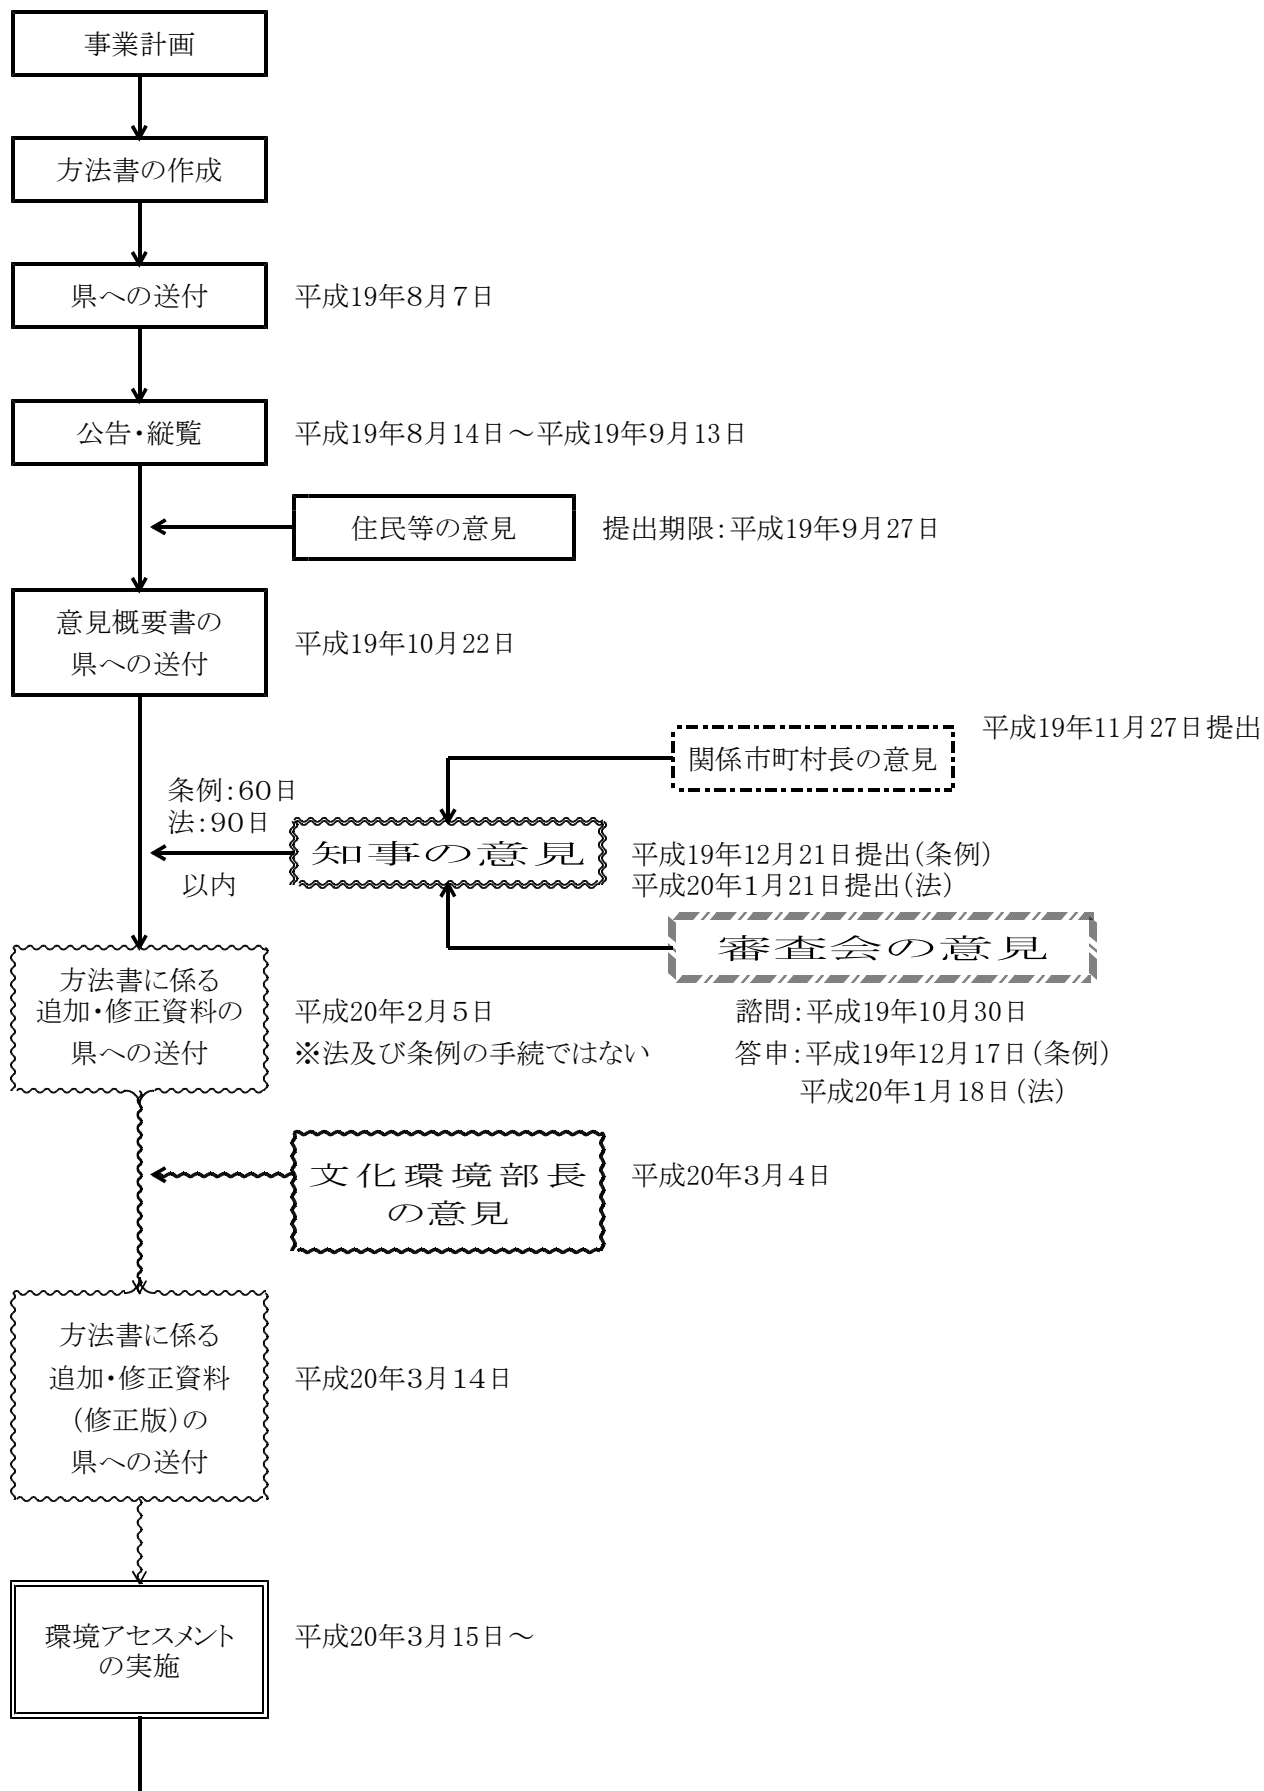 事業計画
方法書の作成
県への送付
平成19年8月7日
公告・縦覧
平成19年8月14日～平成19年9月13日
住民等の意見
提出期限：平成19年9月27日
意見概要書の
県への送付
平成19年10月22日
平成19年11月27日提出
関係市町村長の意見
条例：60日
法：90日
以内
知事の意見
平成19年12月21日提出（条例）
平成20年1月21日提出（法）
審査会の意見
諮問：平成19年10月30日
答申：平成19年12月17日（条例）
平成20年1月18日（法）
方法書に係る
追加・修正資料の
県への送付
平成20年2月5日
※法及び条例の手続ではない
文化環境部長
の意見
平成20年3月4日
方法書に係る
追加・修正資料
（修正版）の
県への送付
平成20年3月14日
環境アセスメント
の実施
平成20年3月15日～